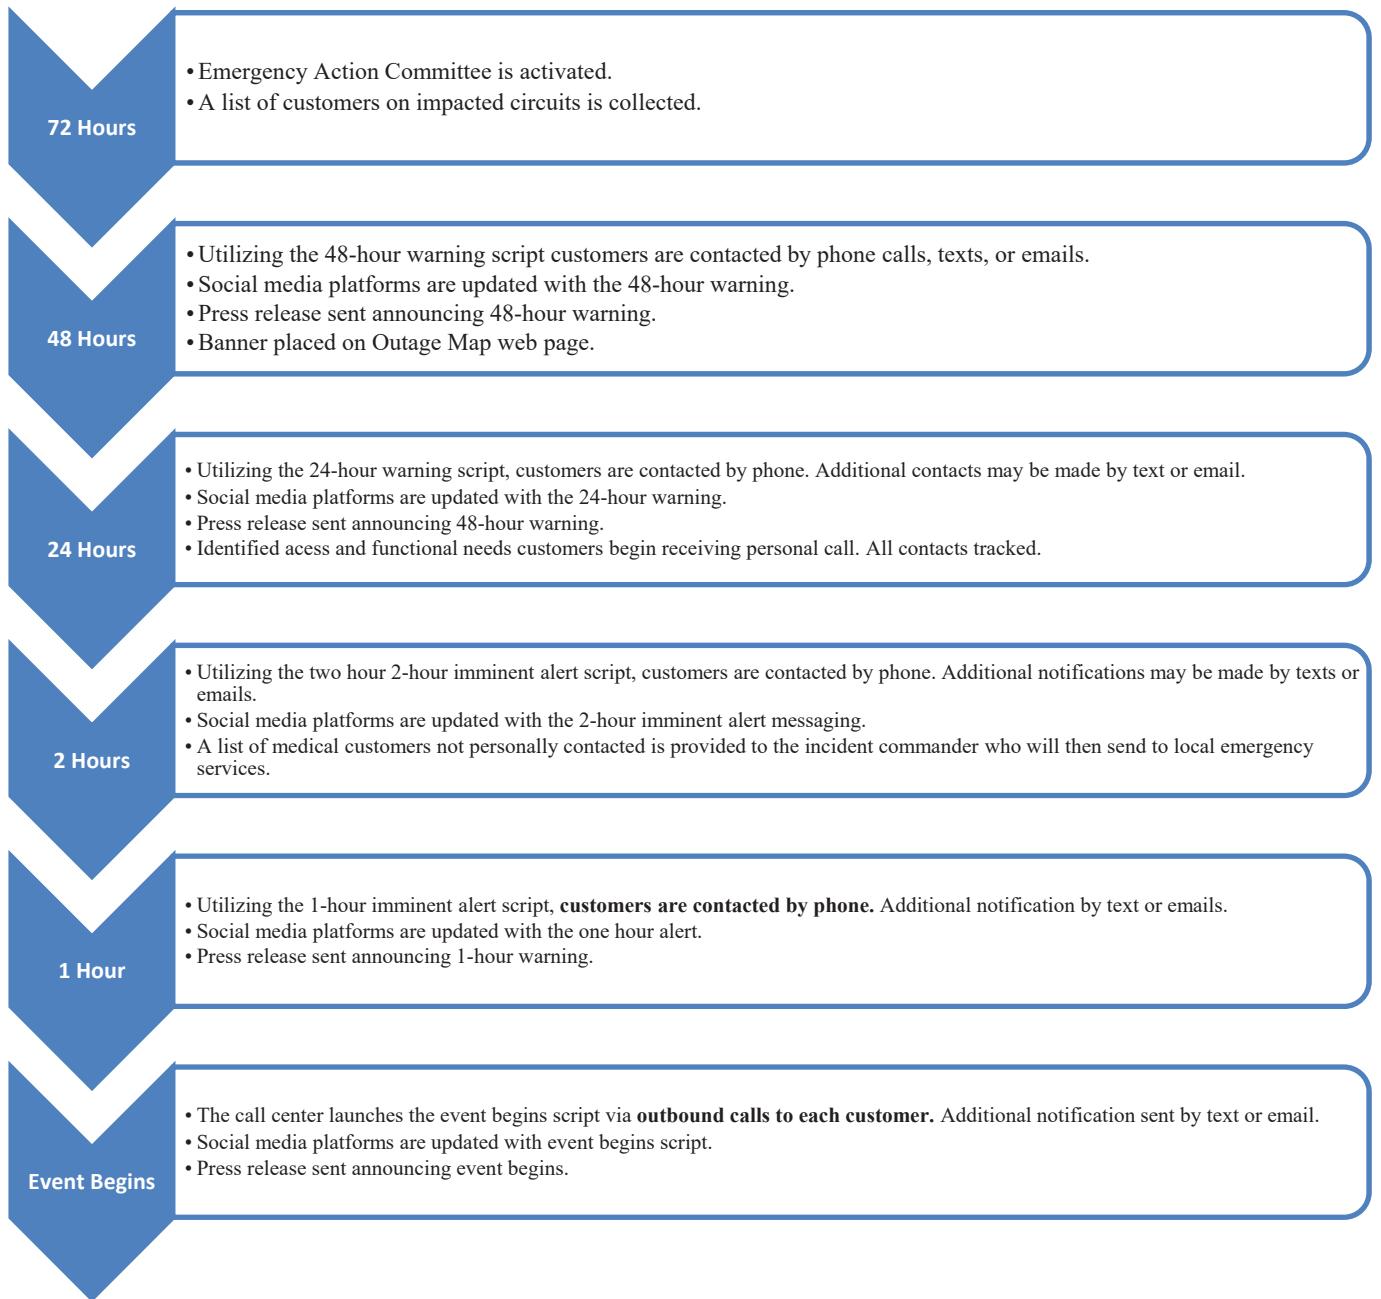 72 Hours
• Emergency Action Committee is activated.
• A list of customers on impacted circuits is collected.
48 Hours
• Utilizing the 48-hour warning script customers are contacted by phone calls, texts, or emails.
• Social media platforms are updated with the 48-hour warning.
• Press release sent announcing 48-hour warning.
• Banner placed on Outage Map web page.
24 Hours
• Utilizing the 24-hour warning script, customers are contacted by phone. Additional contacts may be made by text or email.
• Social media platforms are updated with the 24-hour warning.
• Press release sent announcing 48-hour warning.
• Identified acess and functional needs customers begin receiving personal call. All contacts tracked.
2 Hours
• Utilizing the two hour 2-hour imminent alert script, customers are contacted by phone. Additional notifications may be made by texts or
emails.
• Social media platforms are updated with the 2-hour imminent alert messaging.
• A list of medical customers not personally contacted is provided to the incident commander who will then send to local emergency
services.
1 Hour
• Utilizing the 1-hour imminent alert script, customers are contacted by phone. Additional notification by text or emails.
• Social media platforms are updated with the one hour alert.
• Press release sent announcing 1-hour warning.
Event Begins
• The call center launches the event begins script via outbound calls to each customer. Additional notification sent by text or email.
• Social media platforms are updated with event begins script.
• Press release sent announcing event begins.